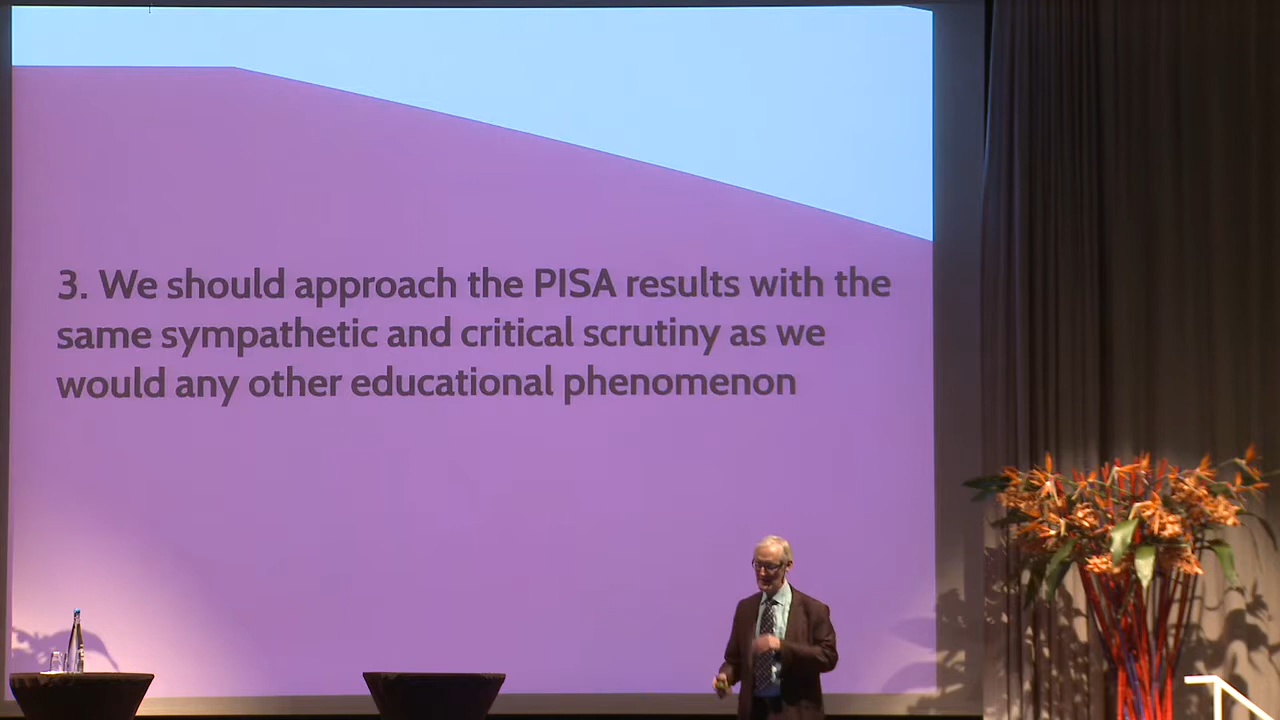 3. We should approach the PISA results with the
same sympathetic and critical scrutiny as we
would any other educational phenomenon